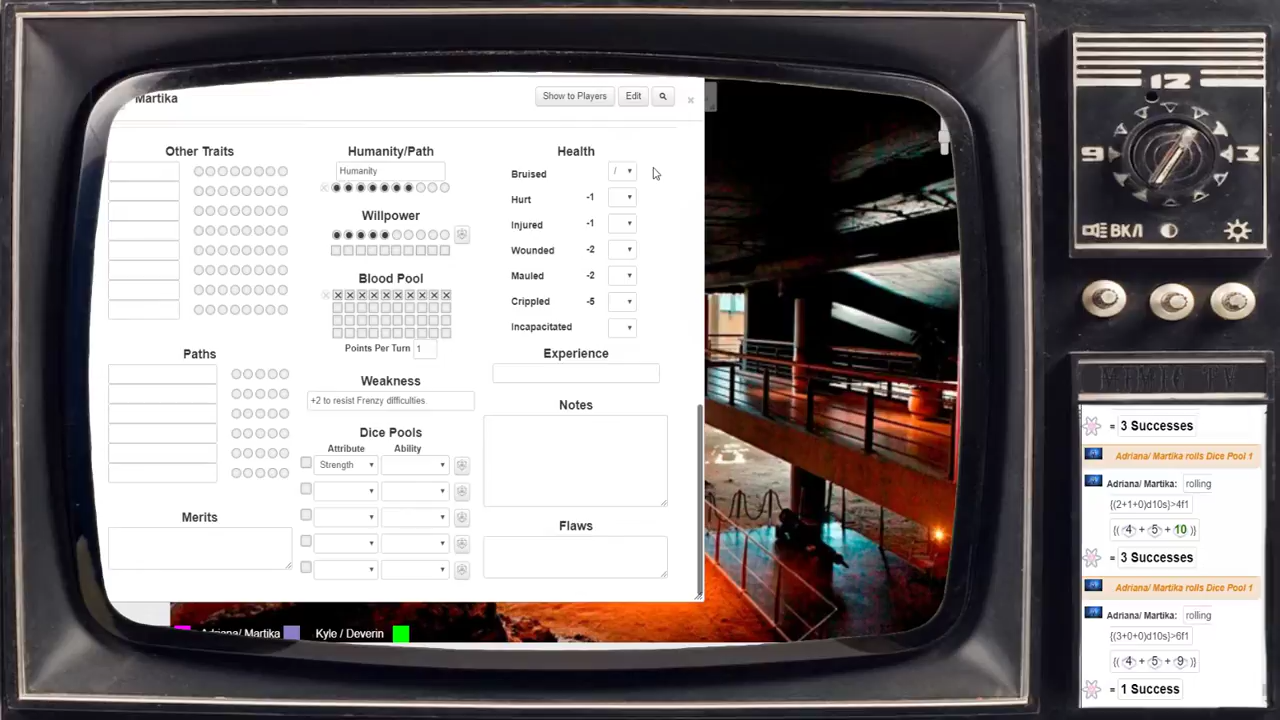 Martika
Show to Players
Edit
×
Other Traits
Humanity/Path
Humanity
Willpower
Blood Pool
Points Per Turn 1
Health
Bruised /
Hurt -1
Injured -1
Wounded -2
Mauled -2
Crippled -5
Incapacitated
Paths
Weakness
+2 to resist Frenzy difficulties
Experience
Dice Pools
Attribute Ability
Strength
Notes
Merits
Flaws
Adriana/ Martika
Kyle / Deverin
12
9
3
ВКЛ
= 3 Successes
Adriana/ Martika rolls Dice Pool 1
Adriana/ Martika: rolling
{(2+1+0)d10s}>4f1
{( 4 + 5 + 10 )}
= 3 Successes
Adriana/ Martika rolls Dice Pool 1
Adriana/ Martika: rolling
{(3+0+0)d10s}>6f1
{( 4 + 5 + 9 )}
= 1 Success